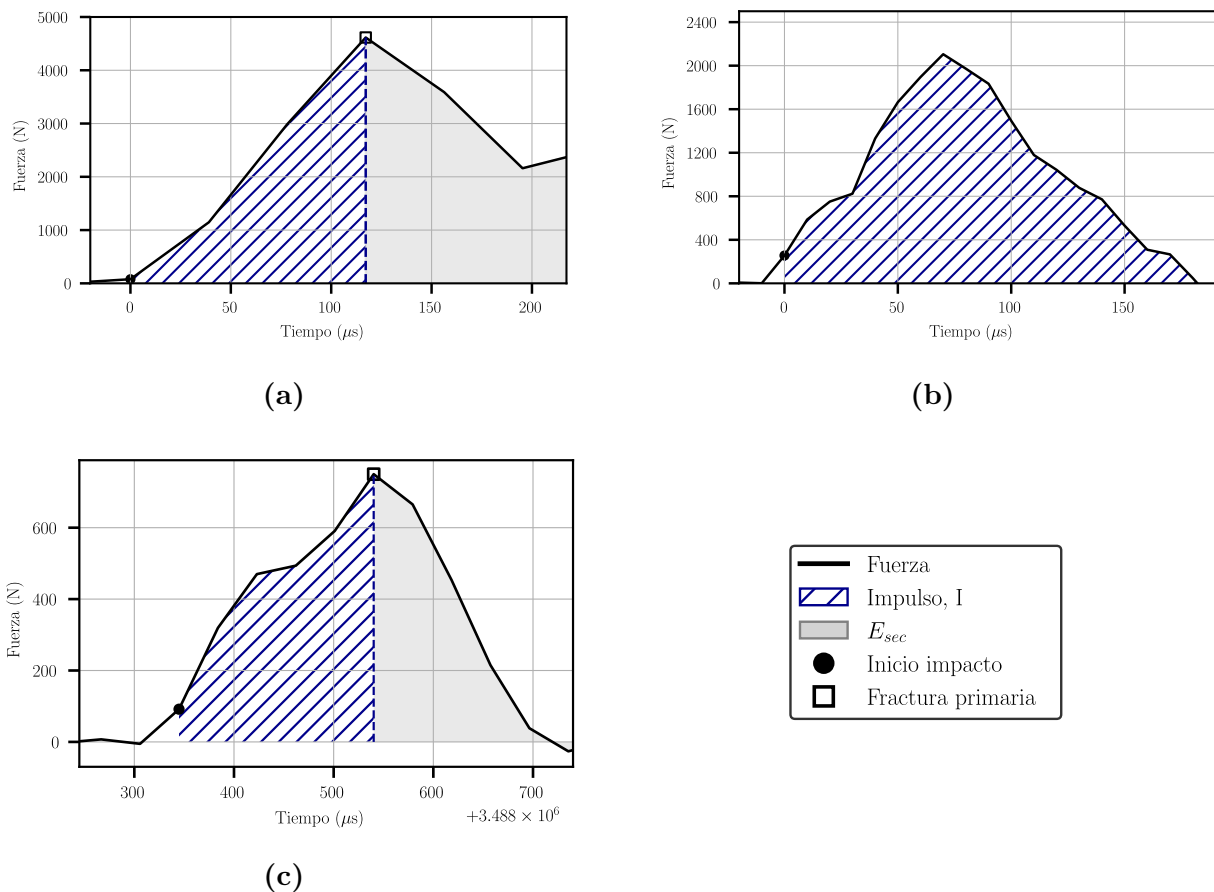 5000
4000
3000
2000
1000
0
Fuerza (N)
0 50 100 150 200
Tiempo (μs)
(a)
2400
2000
1600
1200
800
400
0
Fuerza (N)
0 50 100 150
Tiempo (μs)
(b)
600
400
200
0
Fuerza (N)
300 400 500 600 700
Tiempo (μs)
+3.488 × 10⁶
(c)
Fuerza
Impulso, I
E_{sec}
Inicio impacto
Fractura primaria